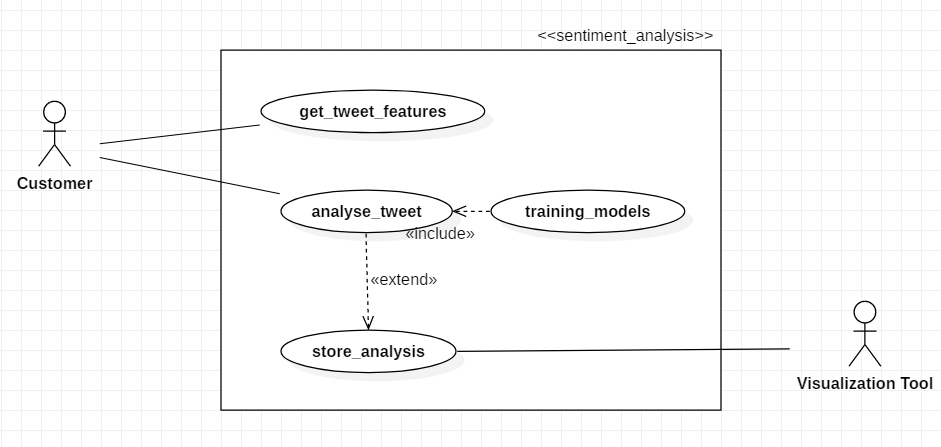 <<sentiment_analysis>>
get_tweet_features
Customer
analyse_tweet
training_models
«include»
«extend»
store_analysis
Visualization Tool